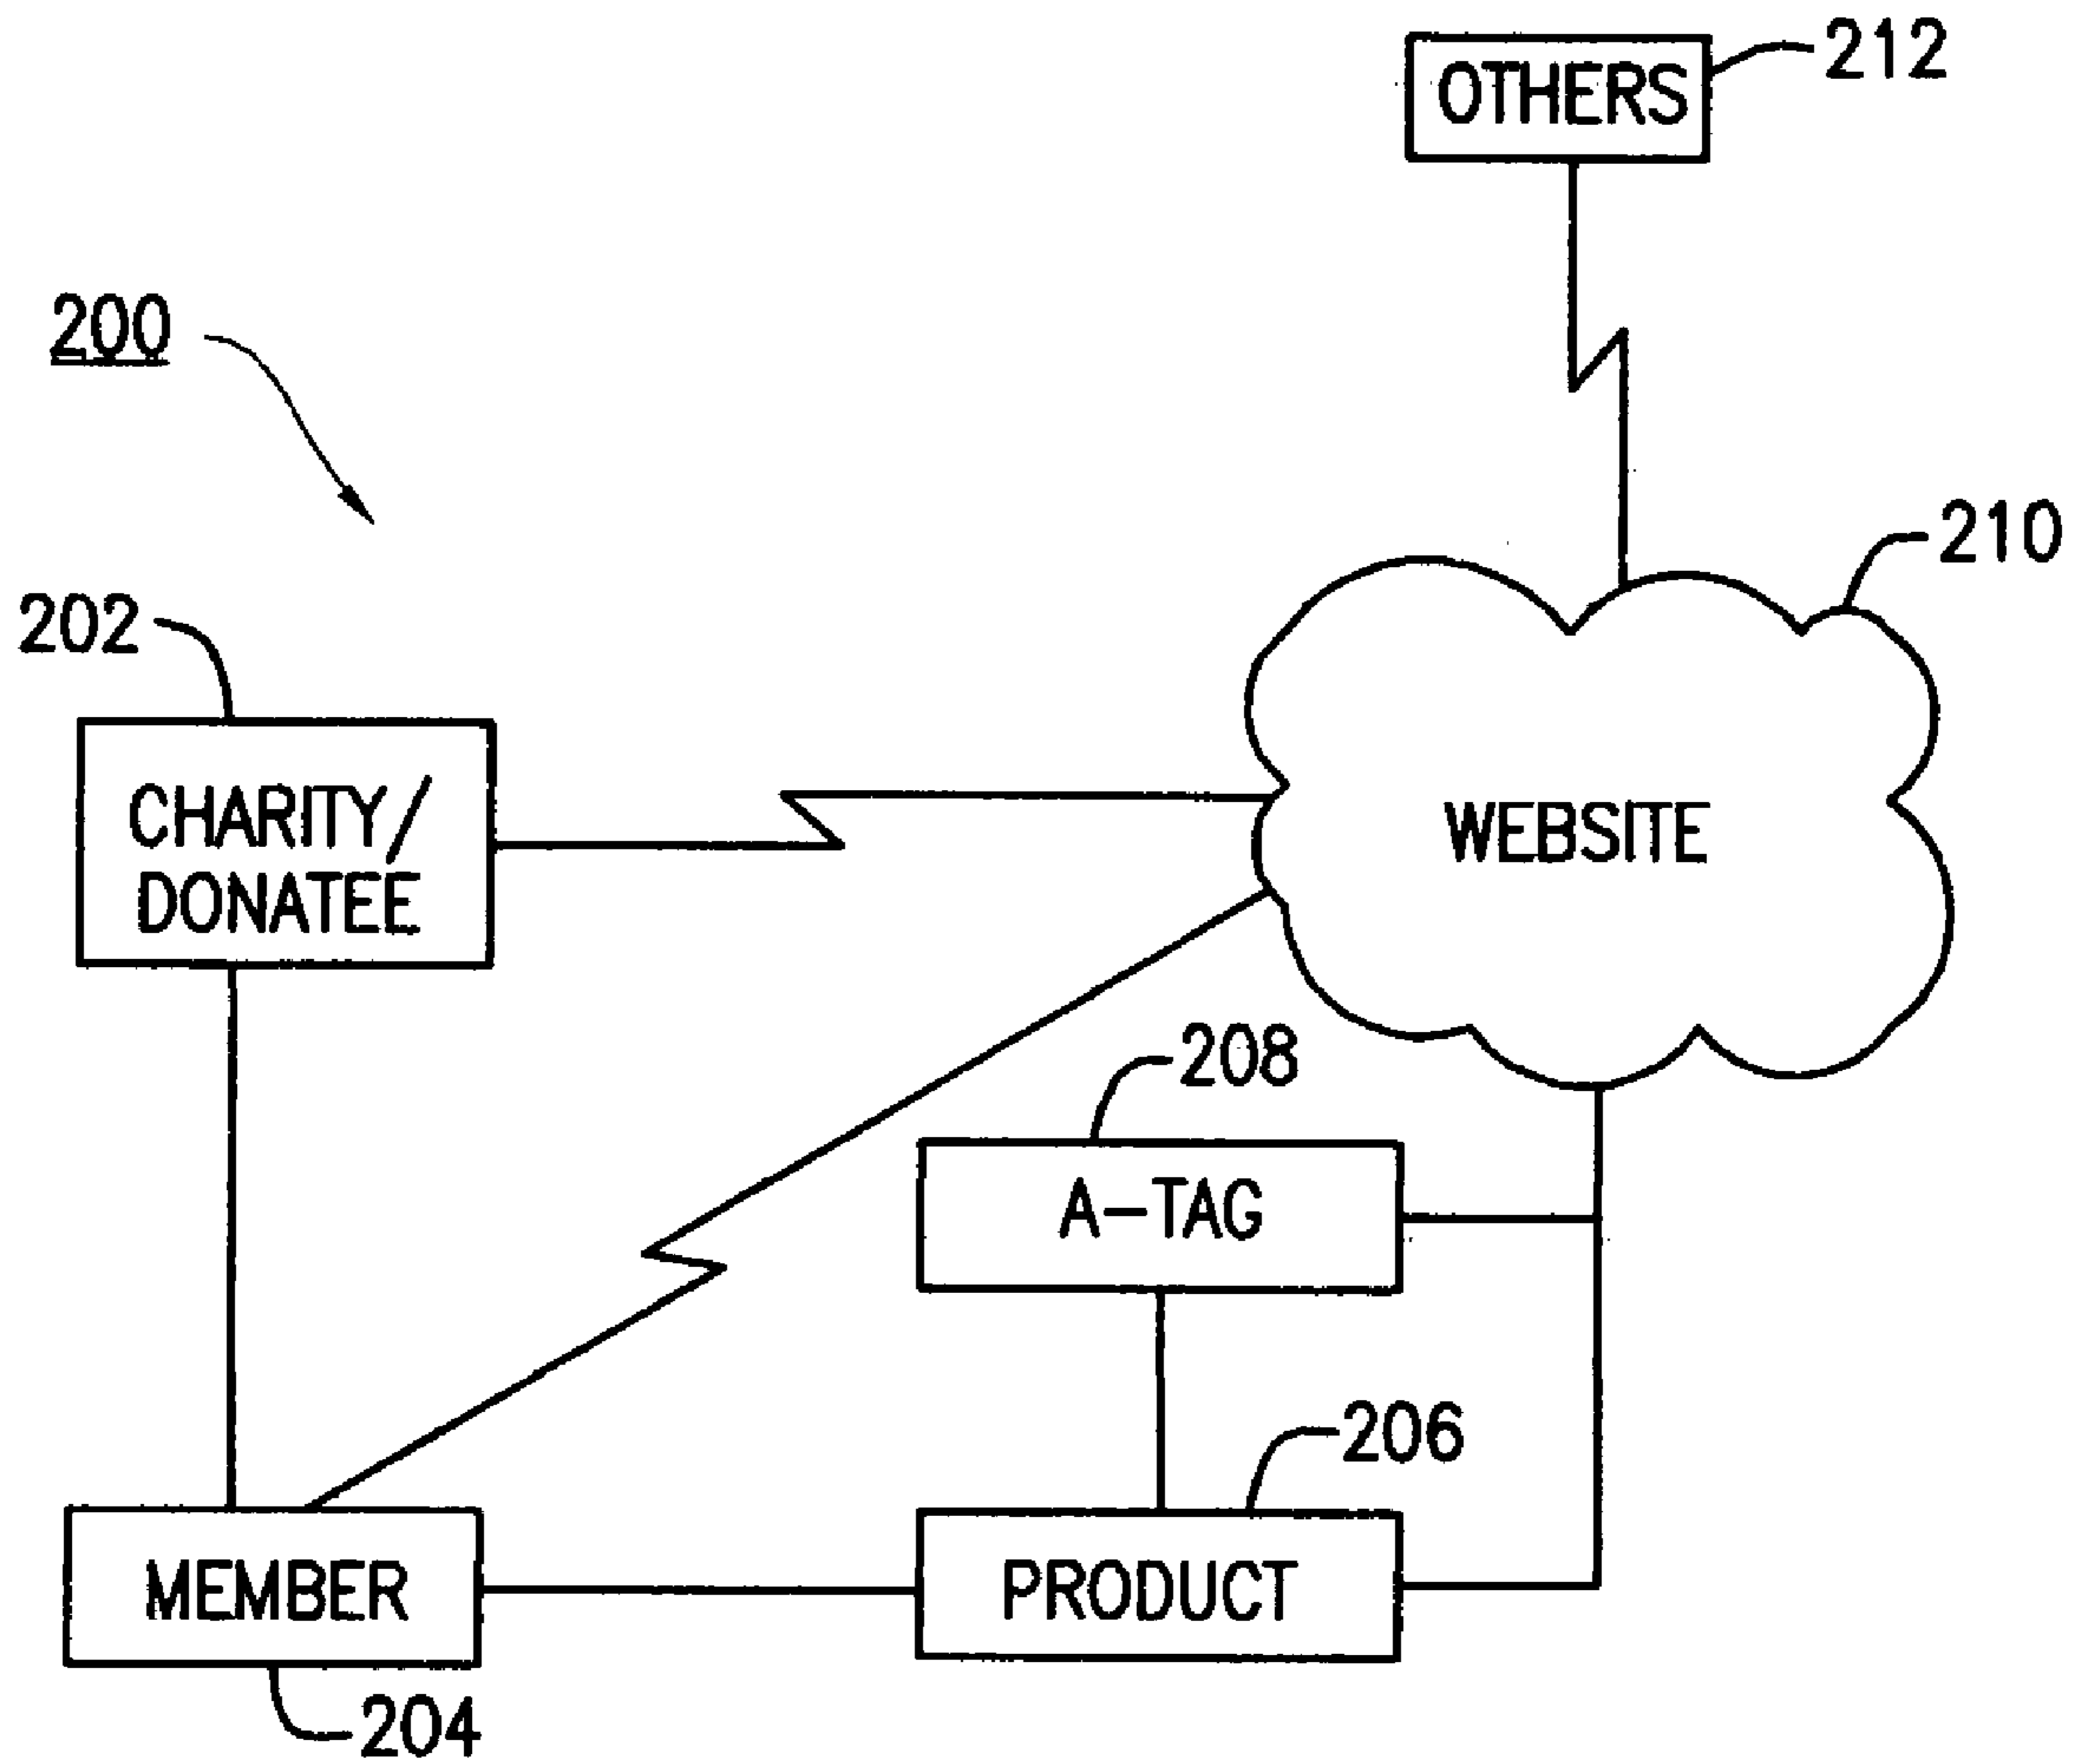 OTHERS
212
200
210
202
CHARITY/
DONATEE
WEBSITE
208
A-TAG
206
MEMBER
PRODUCT
204